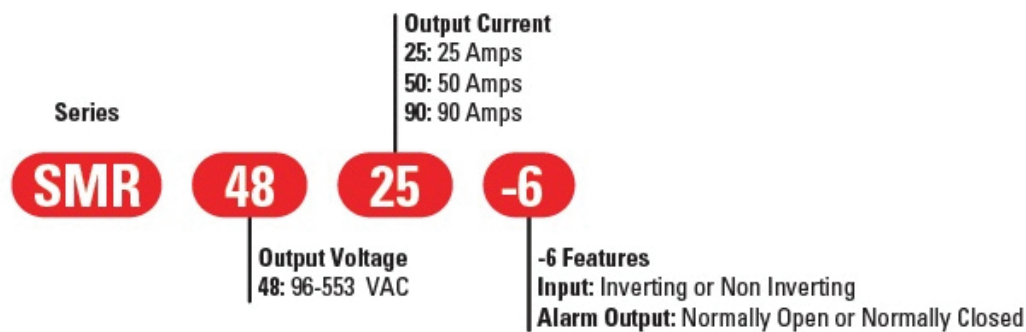 Output Current
25: 25 Amps
50: 50 Amps
90: 90 Amps
Series
SMR 48 25 -6
Output Voltage
48: 96-553 VAC
-6 Features
Input: Inverting or Non Inverting
Alarm Output: Normally Open or Normally Closed